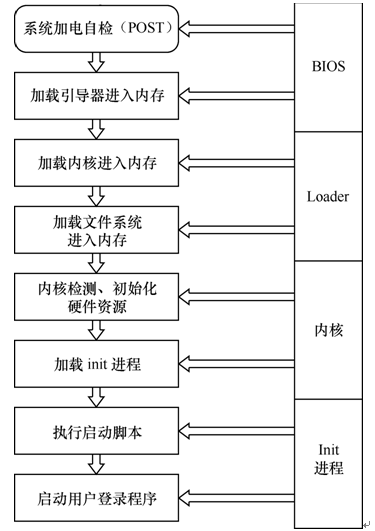 系统加电自检（POST）
BIOS
加载引导器进入内存
加载内核进入内存
Loader
加载文件系统
进入内存
内核检测、初始化
硬件资源
内核
加载 init 进程
执行启动脚本
Init
进程
启动用户登录程序